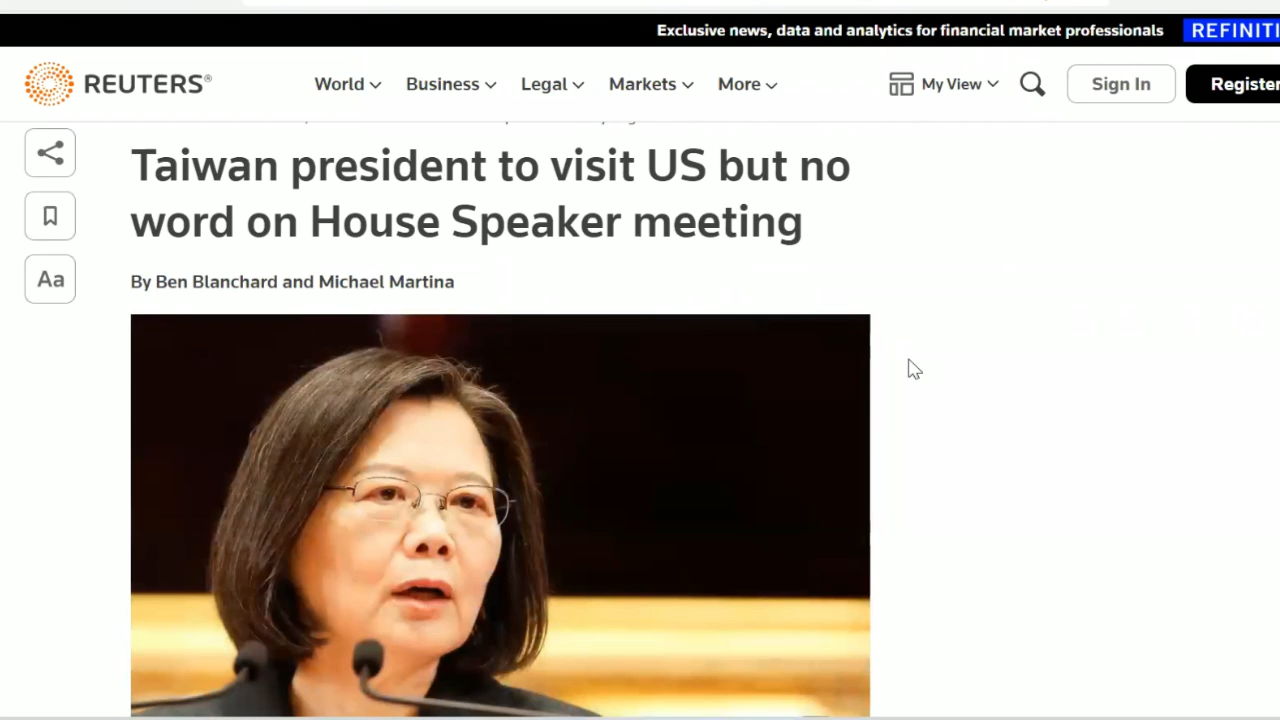 Exclusive news, data and analytics for financial market professionals
REFINITI
REUTERS®
World
Business
Legal
Markets
More
My View
Sign In
Register
Taiwan president to visit US but no
word on House Speaker meeting
By Ben Blanchard and Michael Martina
Aa